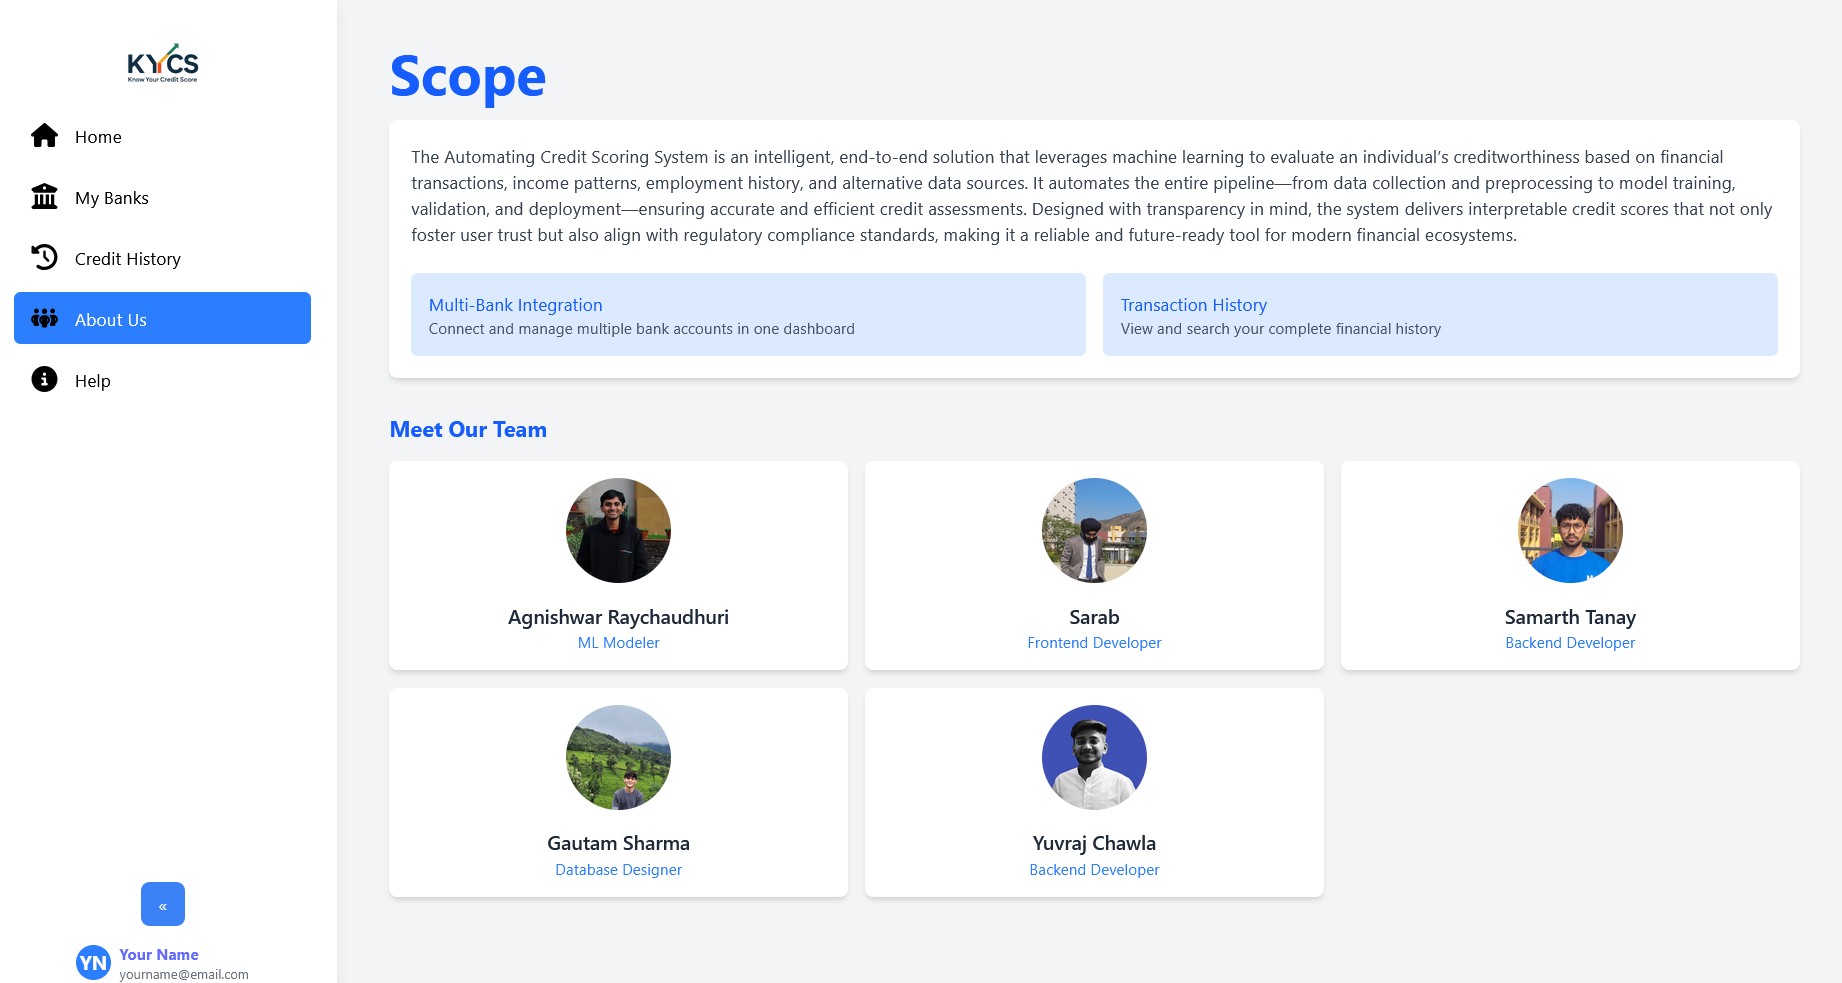 KYCS
Know Your Credit Score
Home
My Banks
Credit History
About Us
Help
«
YN
Your Name
yourname@email.com
Scope
The Automating Credit Scoring System is an intelligent, end-to-end solution that leverages machine learning to evaluate an individual’s creditworthiness based on financial
transactions, income patterns, employment history, and alternative data sources. It automates the entire pipeline—from data collection and preprocessing to model training,
validation, and deployment—ensuring accurate and efficient credit assessments. Designed with transparency in mind, the system delivers interpretable credit scores that not only
foster user trust but also align with regulatory compliance standards, making it a reliable and future-ready tool for modern financial ecosystems.
Multi-Bank Integration
Connect and manage multiple bank accounts in one dashboard
Transaction History
View and search your complete financial history
Meet Our Team
Agnishwar Raychaudhuri
ML Modeler
Sarab
Frontend Developer
Samarth Tanay
Backend Developer
Gautam Sharma
Database Designer
Yuvraj Chawla
Backend Developer